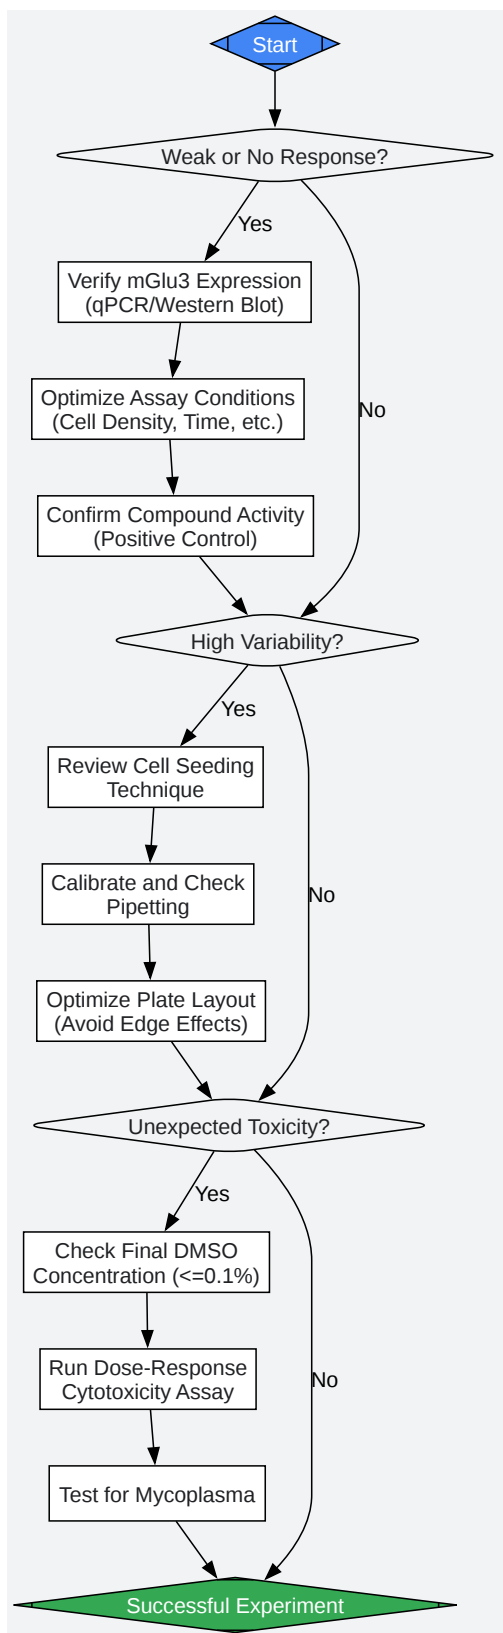 Start
Weak or No Response?
Yes
Verify mGlu3 Expression
(qPCR/Western Blot)
Optimize Assay Conditions
(Cell Density, Time, etc.)
No
Confirm Compound Activity
(Positive Control)
High Variability?
Yes
Review Cell Seeding
Technique
Calibrate and Check
Pipetting
No
Optimize Plate Layout
(Avoid Edge Effects)
Unexpected Toxicity?
Yes
Check Final DMSO
Concentration (<=0.1%)
Run Dose-Response
Cytotoxicity Assay
No
Test for Mycoplasma
Successful Experiment